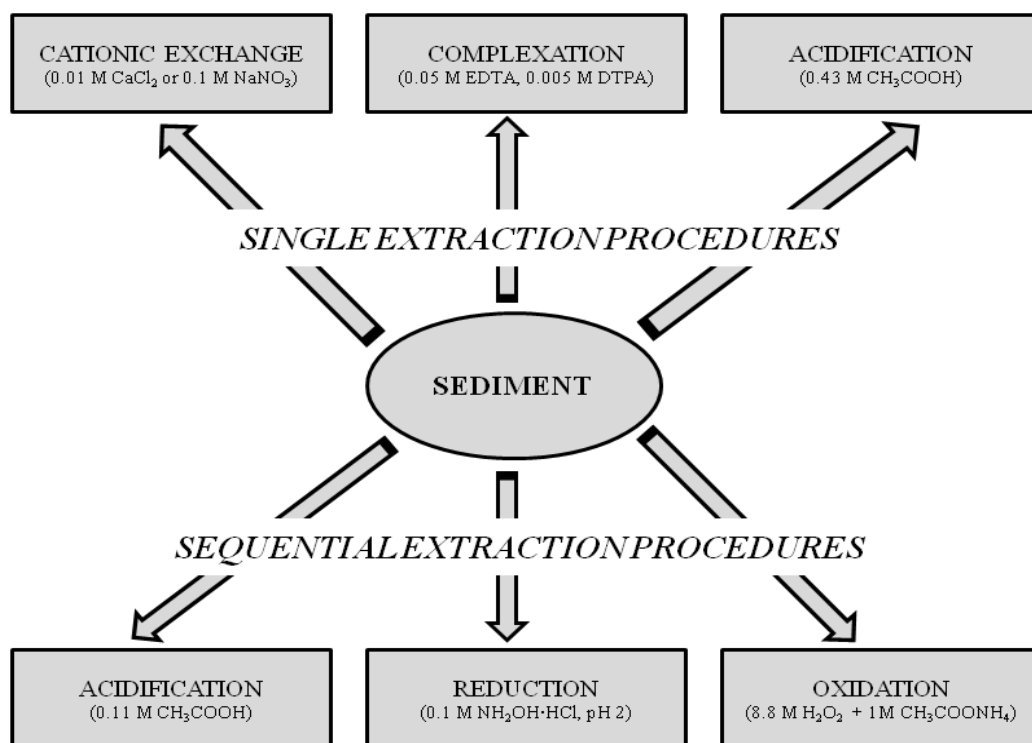 CATIONIC EXCHANGE
(0.01 M CaCl₂ or 0.1 M NaNO₃)
COMPLEXATION
(0.05 M EDTA, 0.005 M DTPA)
ACIDIFICATION
(0.43 M CH₃COOH)
SINGLE EXTRACTION PROCEDURES
SEDIMENT
SEQUENTIAL EXTRACTION PROCEDURES
ACIDIFICATION
(0.11 M CH₃COOH)
REDUCTION
(0.1 M NH₂OH·HCl, pH 2)
OXIDATION
(8.8 M H₂O₂ + 1M CH₃COONH₄)